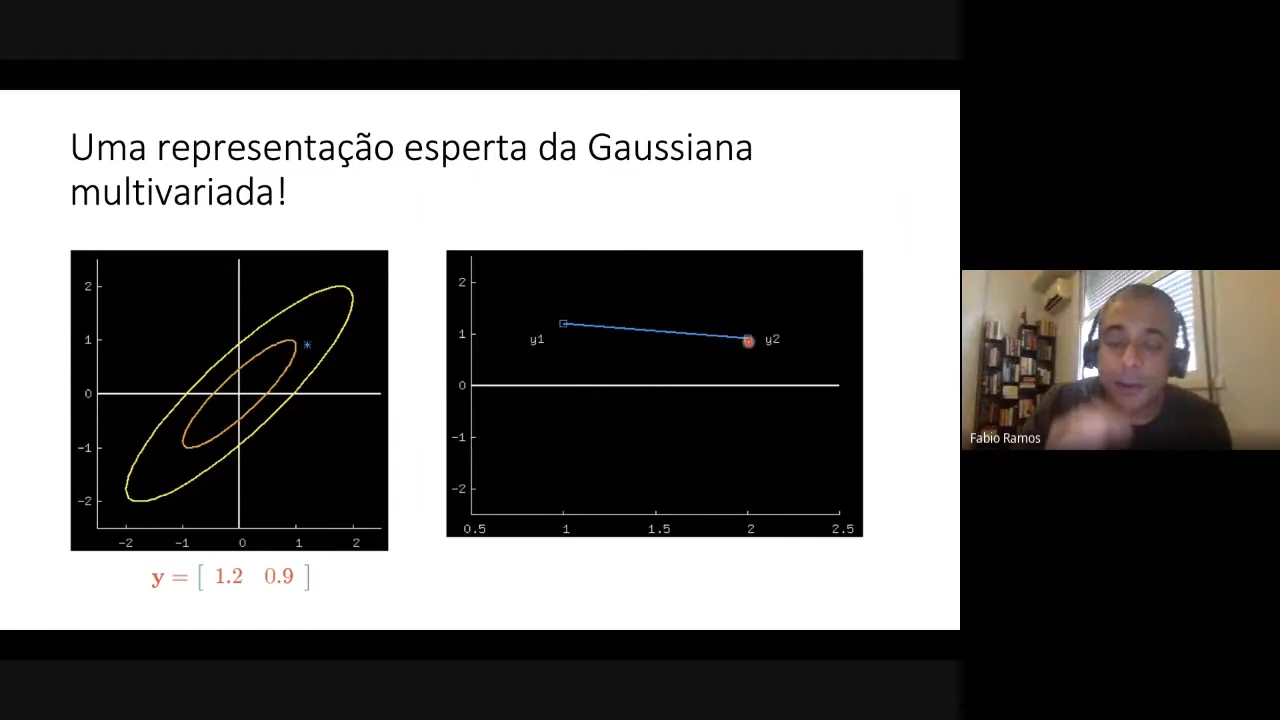 Uma representação esperta da Gaussiana
multivariada!
2
1
0
-1
-2
-2 -1 0 1 2
y = [ 1.2 0.9 ]
2
1
0
-1
-2
y1
y2
0.5 1 1.5 2 2.5
Fabio Ramos